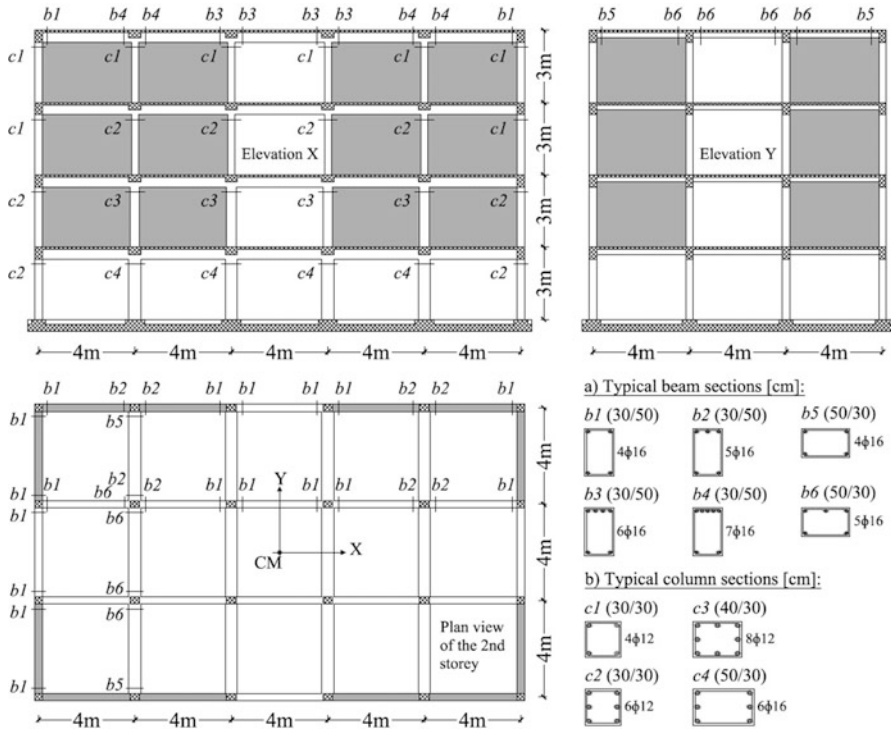 b1 b4 b4 b3 b3 b3 b3 b4 b4 b1
b5 b6 b6 b6 b5
c1 c1 c1 c1 c1 c1
3m
3m
c1 c2 c2 c2 c2 c1
Elevation X
Elevation Y
3m
3m
c2 c3 c3 c3 c3 c2
3m
3m
c2 c4 c4 c4 c4 c2
3m
3m
4m 4m 4m 4m 4m
4m 4m 4m
b1 b2 b2 b1 b1 b1 b1 b2 b2 b1
b1 b5
4m
b2
b1 b6 b2 b1 b1 b1 b1 b2 b2 b1
b1 b6
Y
X
CM
4m
b1 b6
b1 b6
Plan view
of the 2nd
storey
4m
b1 b5
4m 4m 4m 4m 4m
a) Typical beam sections [cm]:
b1 (30/50) b2 (30/50) b5 (50/30)
4ϕ16 5ϕ16 4ϕ16
b3 (30/50) b4 (30/50) b6 (50/30)
6ϕ16 7ϕ16 5ϕ16
b) Typical column sections [cm]:
c1 (30/30) c3 (40/30)
4ϕ12 8ϕ12
c2 (30/30) c4 (50/30)
6ϕ12 6ϕ16